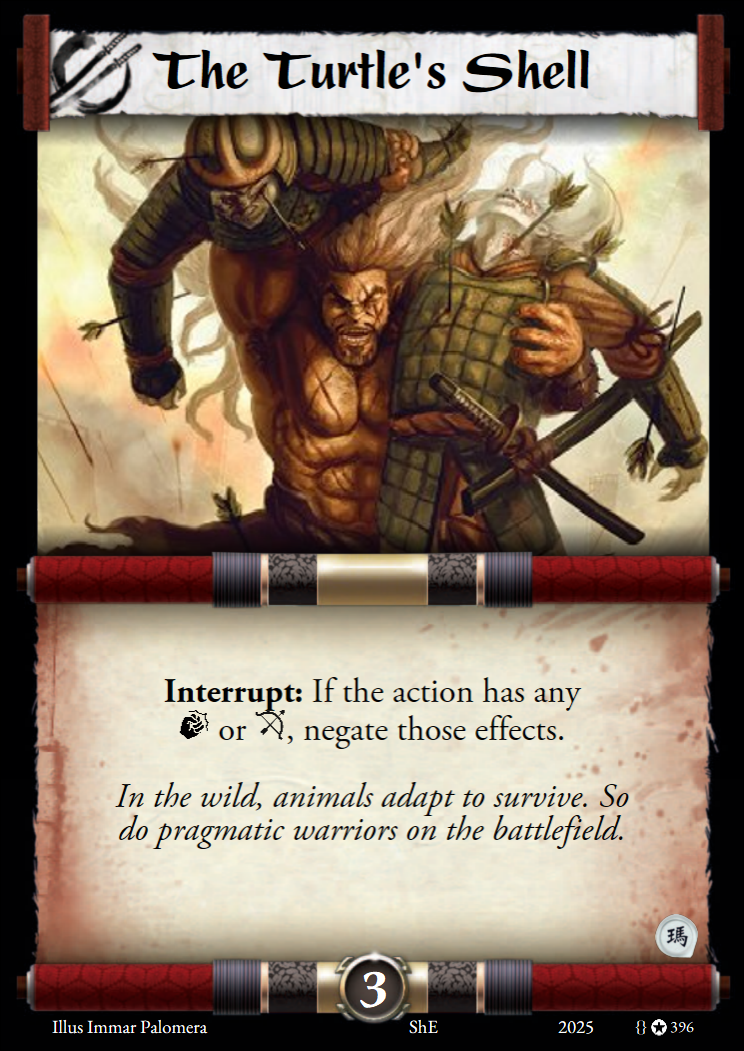 The Turtle's Shell
Interrupt: If the action has any
or , negate those effects.
In the wild, animals adapt to survive. So
do pragmatic warriors on the battlefield.
瑪
3
Illus Immar Palomera ShE 2025 {} 396